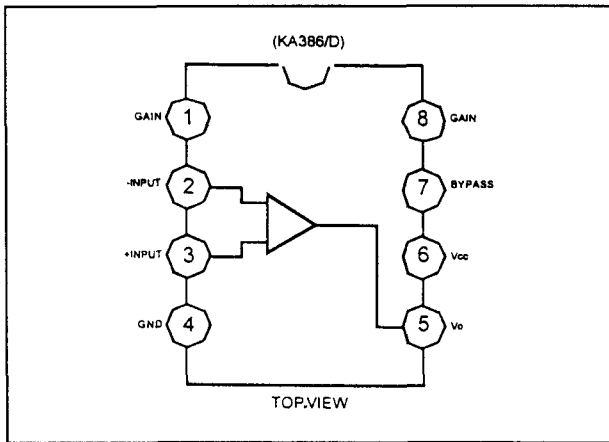 (KA386/D)
GAIN 1
8 GAIN
-INPUT 2
7 BYPASS
+INPUT 3
6 Vcc
GND 4
5 Vo
TOP.VIEW